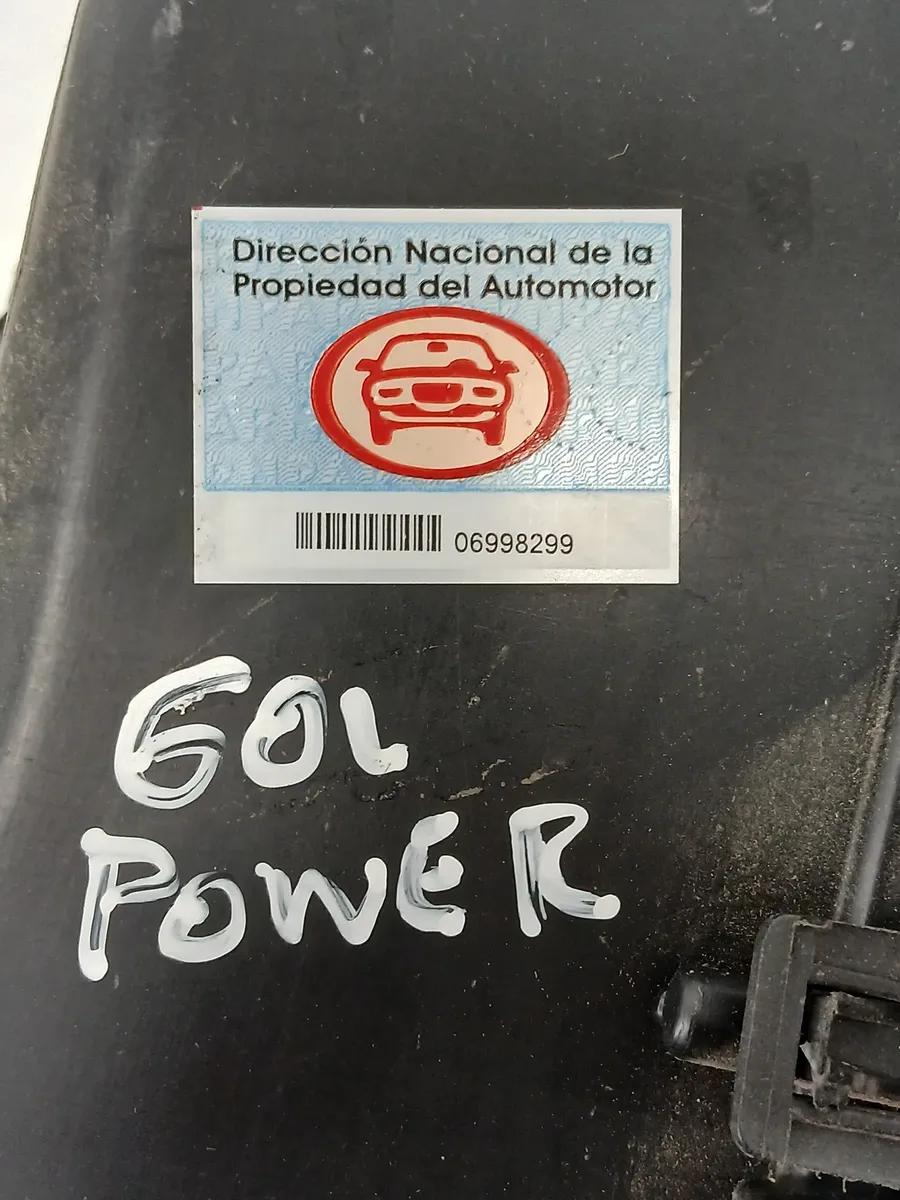 Dirección Nacional de la
Propiedad del Automotor
06998299
GOL
POWER